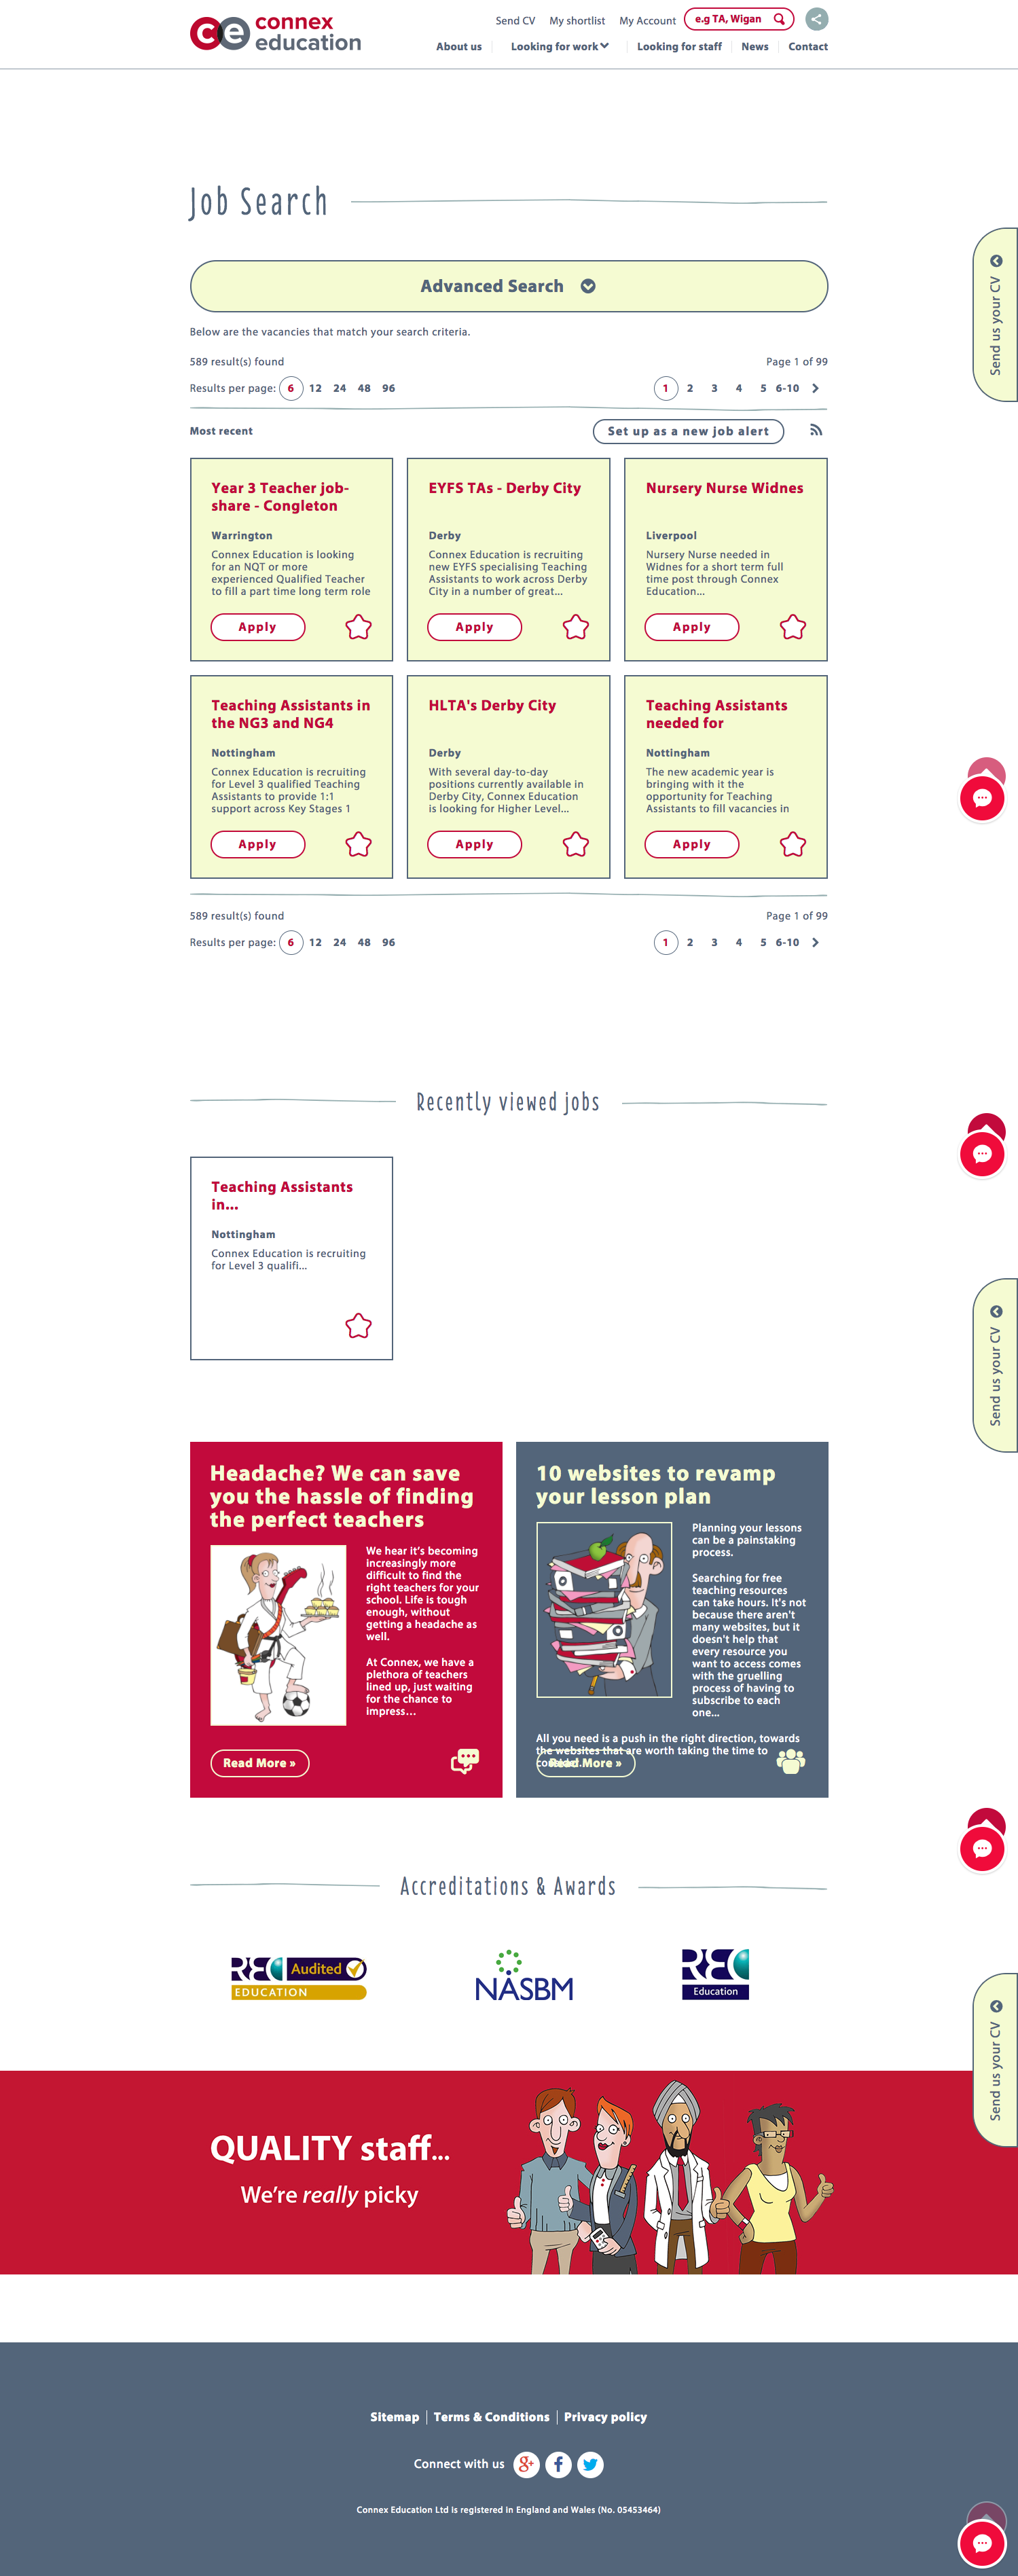 connex
education
Send CV My shortlist My Account e.g TA, Wigan
About us Looking for work Looking for staff News Contact
Job Search
Advanced Search
Send us your CV
Below are the vacancies that match your search criteria.
589 result(s) found Page 1 of 99
Results per page: 6 12 24 48 96 1 2 3 4 5 6-10
Most recent Set up as a new job alert
Year 3 Teacher job-
share - Congleton
Warrington
Connex Education is looking
for an NQT or more
experienced Qualified Teacher
to fill a part time long term role
Apply
EYFS TAs - Derby City
Derby
Connex Education is recruiting
new EYFS specialising Teaching
Assistants to work across Derby
City in a number of great...
Apply
Nursery Nurse Widnes
Liverpool
Nursery Nurse needed in
Widnes for a short term full
time post through Connex
Education...
Apply
Teaching Assistants in
the NG3 and NG4
Nottingham
Connex Education is recruiting
for Level 3 qualified Teaching
Assistants to provide 1:1
support across Key Stages 1
Apply
HLTA's Derby City
Derby
With several day-to-day
positions currently available in
Derby City, Connex Education
is looking for Higher Level...
Apply
Teaching Assistants
needed for
Nottingham
The new academic year is
bringing with it the
opportunity for Teaching
Assistants to fill vacancies in
Apply
589 result(s) found Page 1 of 99
Results per page: 6 12 24 48 96 1 2 3 4 5 6-10
Recently viewed jobs
Teaching Assistants
in...
Nottingham
Connex Education is recruiting
for Level 3 qualifi...
Send us your CV
Headache? We can save
you the hassle of finding
the perfect teachers
We hear it's becoming
increasingly more
difficult to find the
right teachers for your
school. Life is tough
enough, without
getting a headache as
well.
At Connex, we have a
plethora of teachers
lined up, just waiting
for the chance to
impress…
Read More »
10 websites to revamp
your lesson plan
Planning your lessons
can be a painstaking
process.
Searching for free
teaching resources
can take hours. It's not
because there aren't
many websites, but it
doesn't help that
every resource you
want to access comes
with the gruelling
process of having to
subscribe to each
one...
All you need is a push in the right direction, towards
the websites that are worth taking the time to
Read More »
Accreditations & Awards
REC Audited
EDUCATION
NASBM
REC
Education
Send us your CV
QUALITY staff...
We're really picky
Sitemap Terms & Conditions Privacy policy
Connect with us g+ f
Connex Education Ltd is registered in England and Wales (No. 05453464)